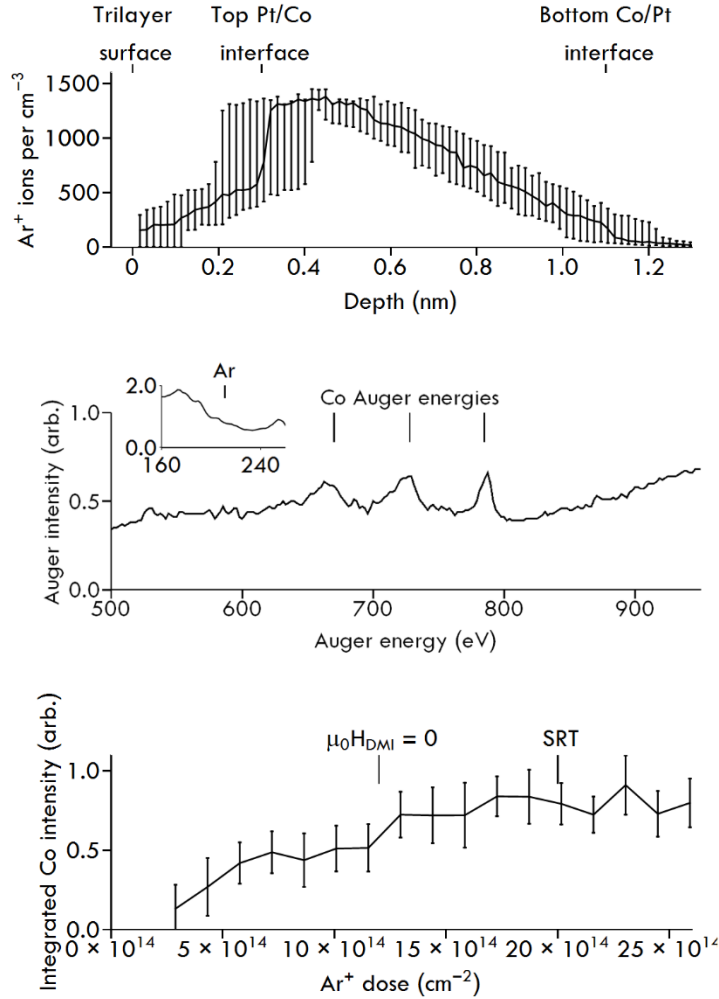 Trilayer surface
Top Pt/Co interface
Bottom Co/Pt interface
Ar⁺ ions per cm⁻³
1500
1000
500
0
0 0.2 0.4 0.6 0.8 1.0 1.2
Depth (nm)
Auger intensity (arb.)
1.0
0.5
0.0
Ar
2.0
0.0
160 240
Co Auger energies
500 600 700 800 900
Auger energy (eV)
Integrated Co intensity (arb.)
1.0
0.5
0.0
μ₀H_DMI = 0
SRT
0 × 10¹⁴ 5 × 10¹⁴ 10 × 10¹⁴ 15 × 10¹⁴ 20 × 10¹⁴ 25 × 10¹⁴
Ar⁺ dose (cm⁻²)